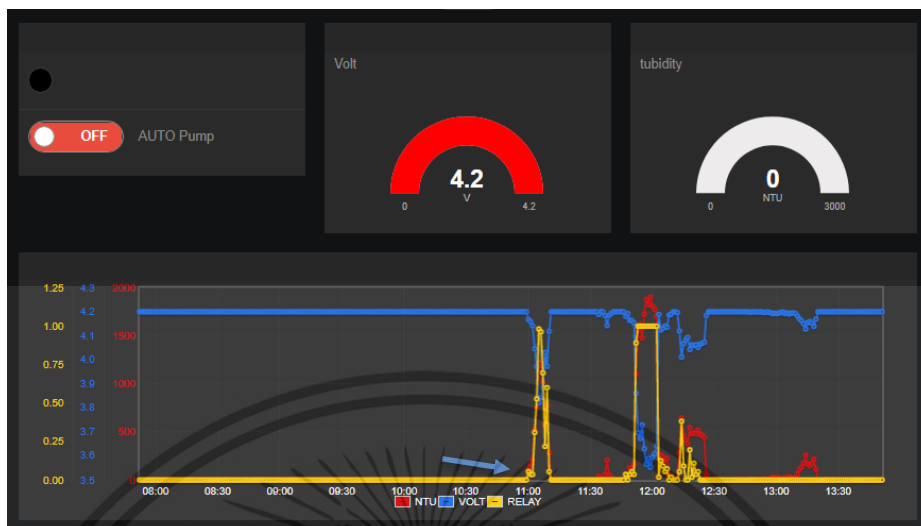 Volt
tubidity
OFF AUTO Pump
4.2
V
0 4.2
0
NTU
0 3000
1.25 4.3 2000
4.2
1.00 4.1 1500
0.75 4.0
3.9 1000
0.50 3.8
3.7 500
0.25 3.6
0.00 3.5 0
08:00 08:30 09:00 09:30 10:00 10:30 11:00 11:30 12:00 12:30 13:00 13:30
NTU VOLT RELAY